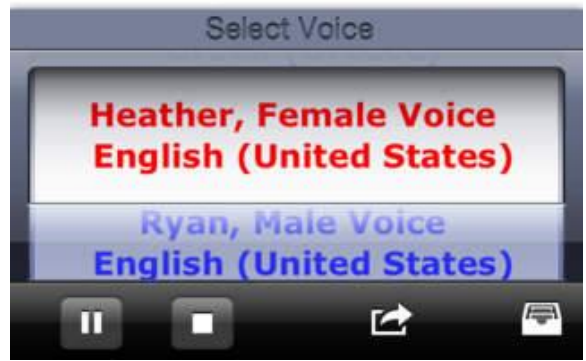 Select Voice
Heather, Female Voice
English (United States)
Ryan, Male Voice
English (United States)